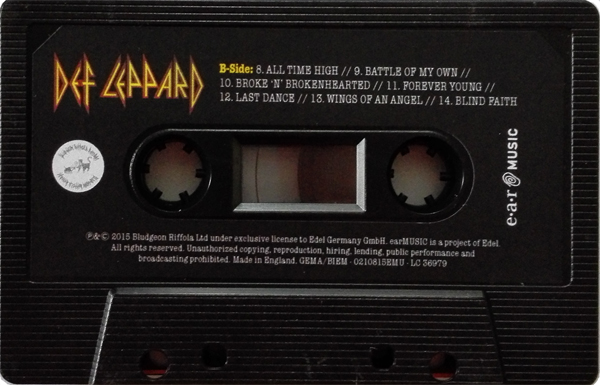 DEF LEPPARD
B-Side: 8. ALL TIME HIGH // 9. BATTLE OF MY OWN //
10. BROKE 'N' BROKENHEARTED // 11. FOREVER YOUNG //
12. LAST DANCE // 13. WINGS OF AN ANGEL // 14. BLIND FAITH
e·a·r MUSIC
℗&© 2015 Bludgeon Riffola Ltd under exclusive license to Edel Germany GmbH. earMUSIC is a project of Edel.
All rights reserved. Unauthorized copying, reproduction, hiring, lending, public performance and
broadcasting prohibited. Made in England. GEMA/BIEM - 0210815EMU - LC 36979